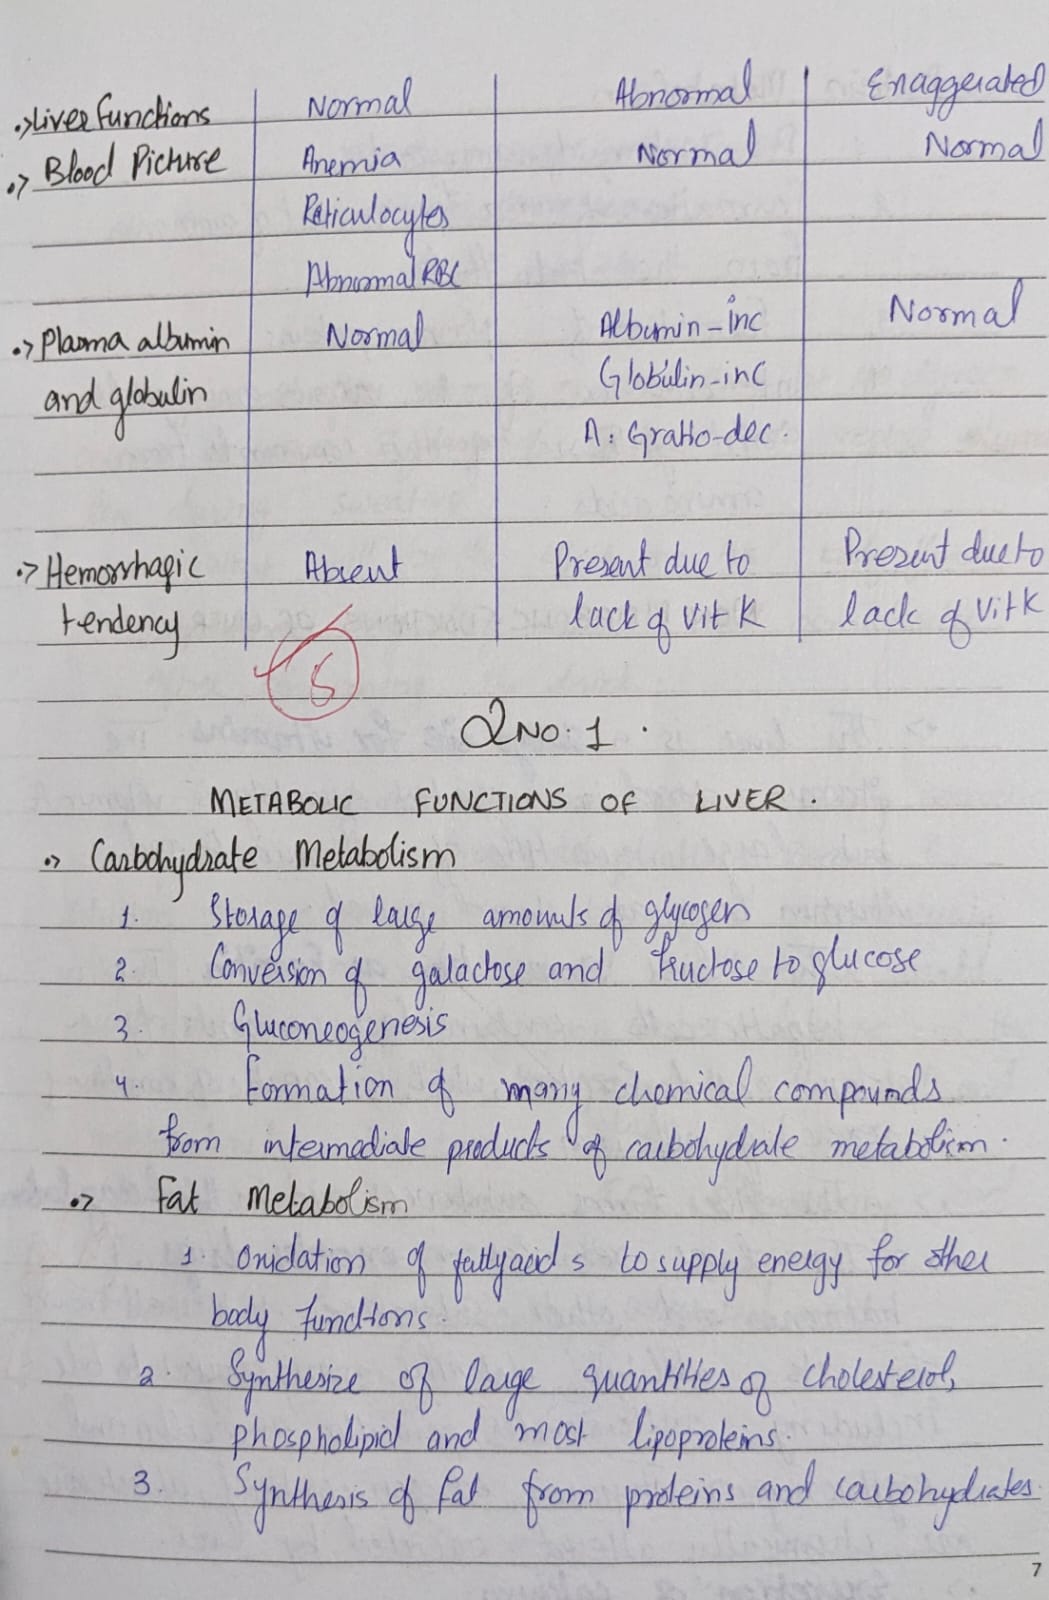 ·> Liver Functions Normal Abnormal Enaggerated
·> Blood Picture Anemia Normal Normal
Reticulocytes
Abnormal RBC
·> Plasma albumin Normal Albumin-inc Normal
and globulin Globulin-inc
A: Gratio-dec.
·> Hemorrhagic Absent Present due to Present due to
tendency lack of Vit K lack of Vit K
5
QNO. 1.
METABOLIC FUNCTIONS OF LIVER.
·> Carbohydrate Metabolism
1. Storage of large amounts of glycogen
2. Conversion of galactose and fructose to glucose
3. Gluconeogenesis
4. Formation of many chemical compounds
from intermediate products of carbohydrate metabolism.
·> Fat Metabolism
1. Onidation of fatty acids to supply energy for other
body functions.
2. Synthesize of large quantities of cholesterol,
phospholipid and most lipoproteins.
3. Synthesis of fat from proteins and carbohydrates.
7